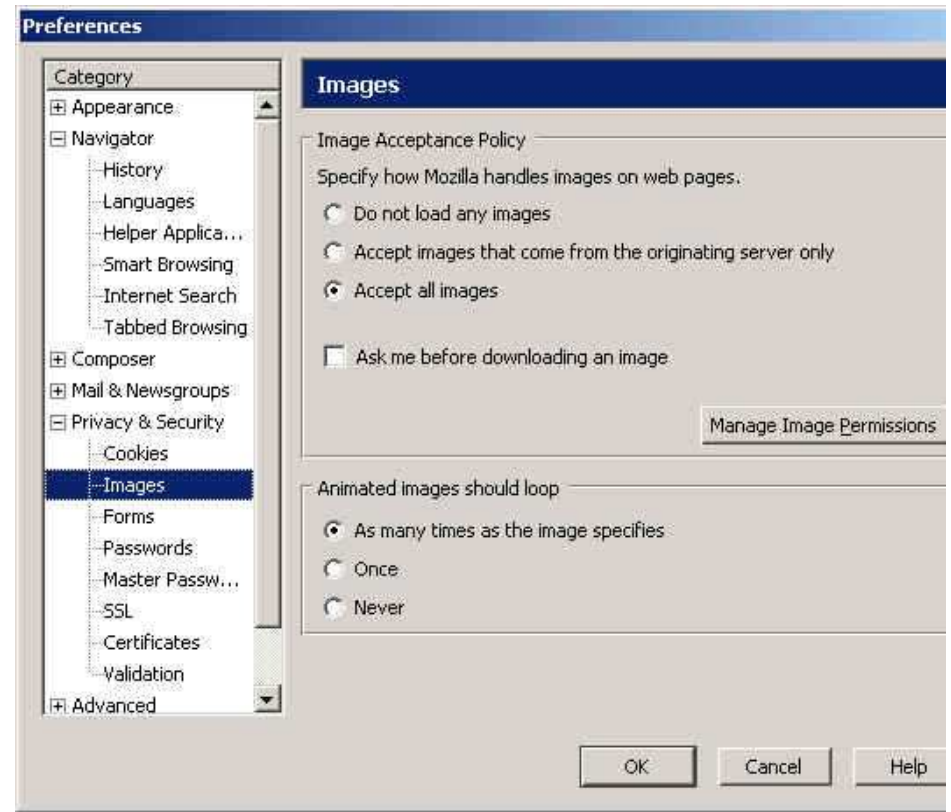 Preferences
Category
Appearance
Navigator
History
Languages
Helper Applica...
Smart Browsing
Internet Search
Tabbed Browsing
Composer
Mail & Newsgroups
Privacy & Security
Cookies
Images
Forms
Passwords
Master Passw...
SSL
Certificates
Validation
Advanced
Images
Image Acceptance Policy
Specify how Mozilla handles images on web pages.
Do not load any images
Accept images that come from the originating server only
Accept all images
Ask me before downloading an image
Manage Image Permissions
Animated images should loop
As many times as the image specifies
Once
Never
OK
Cancel
Help